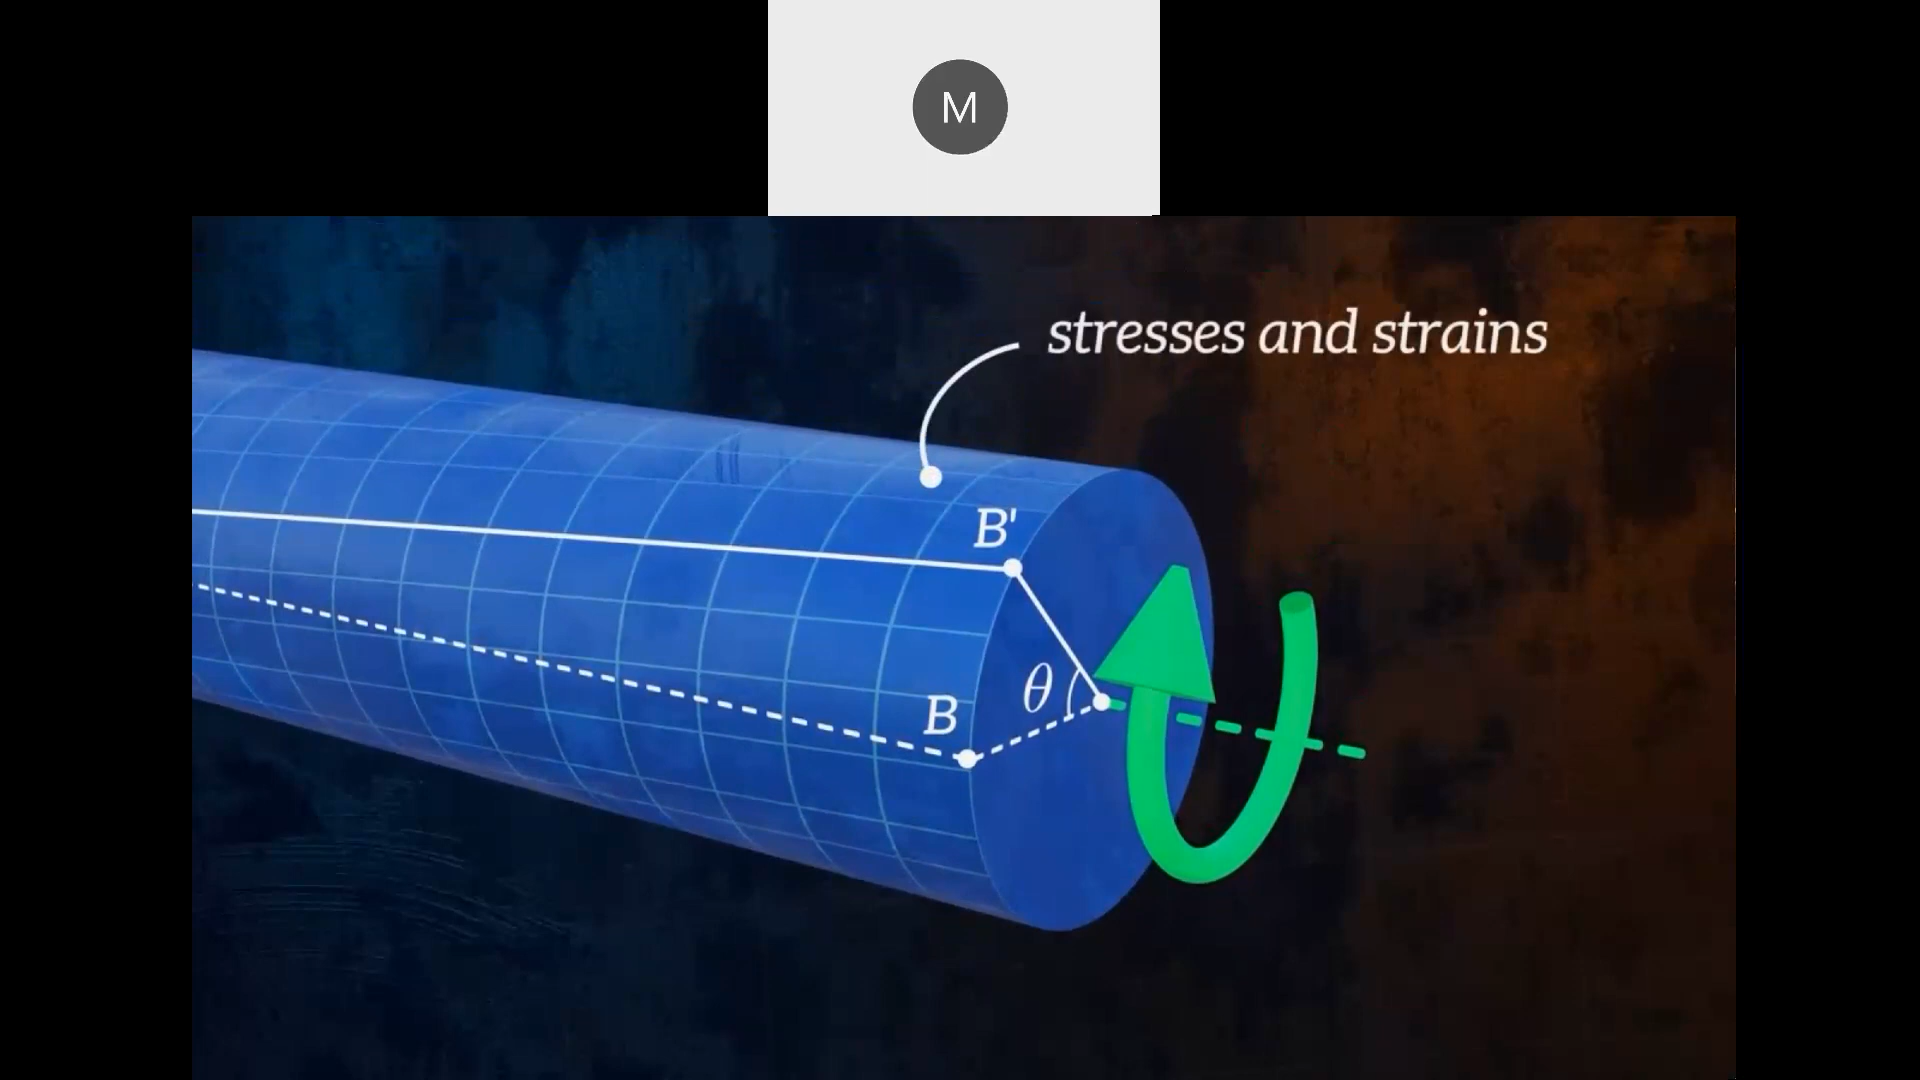 M
stresses and strains
B'
θ
B